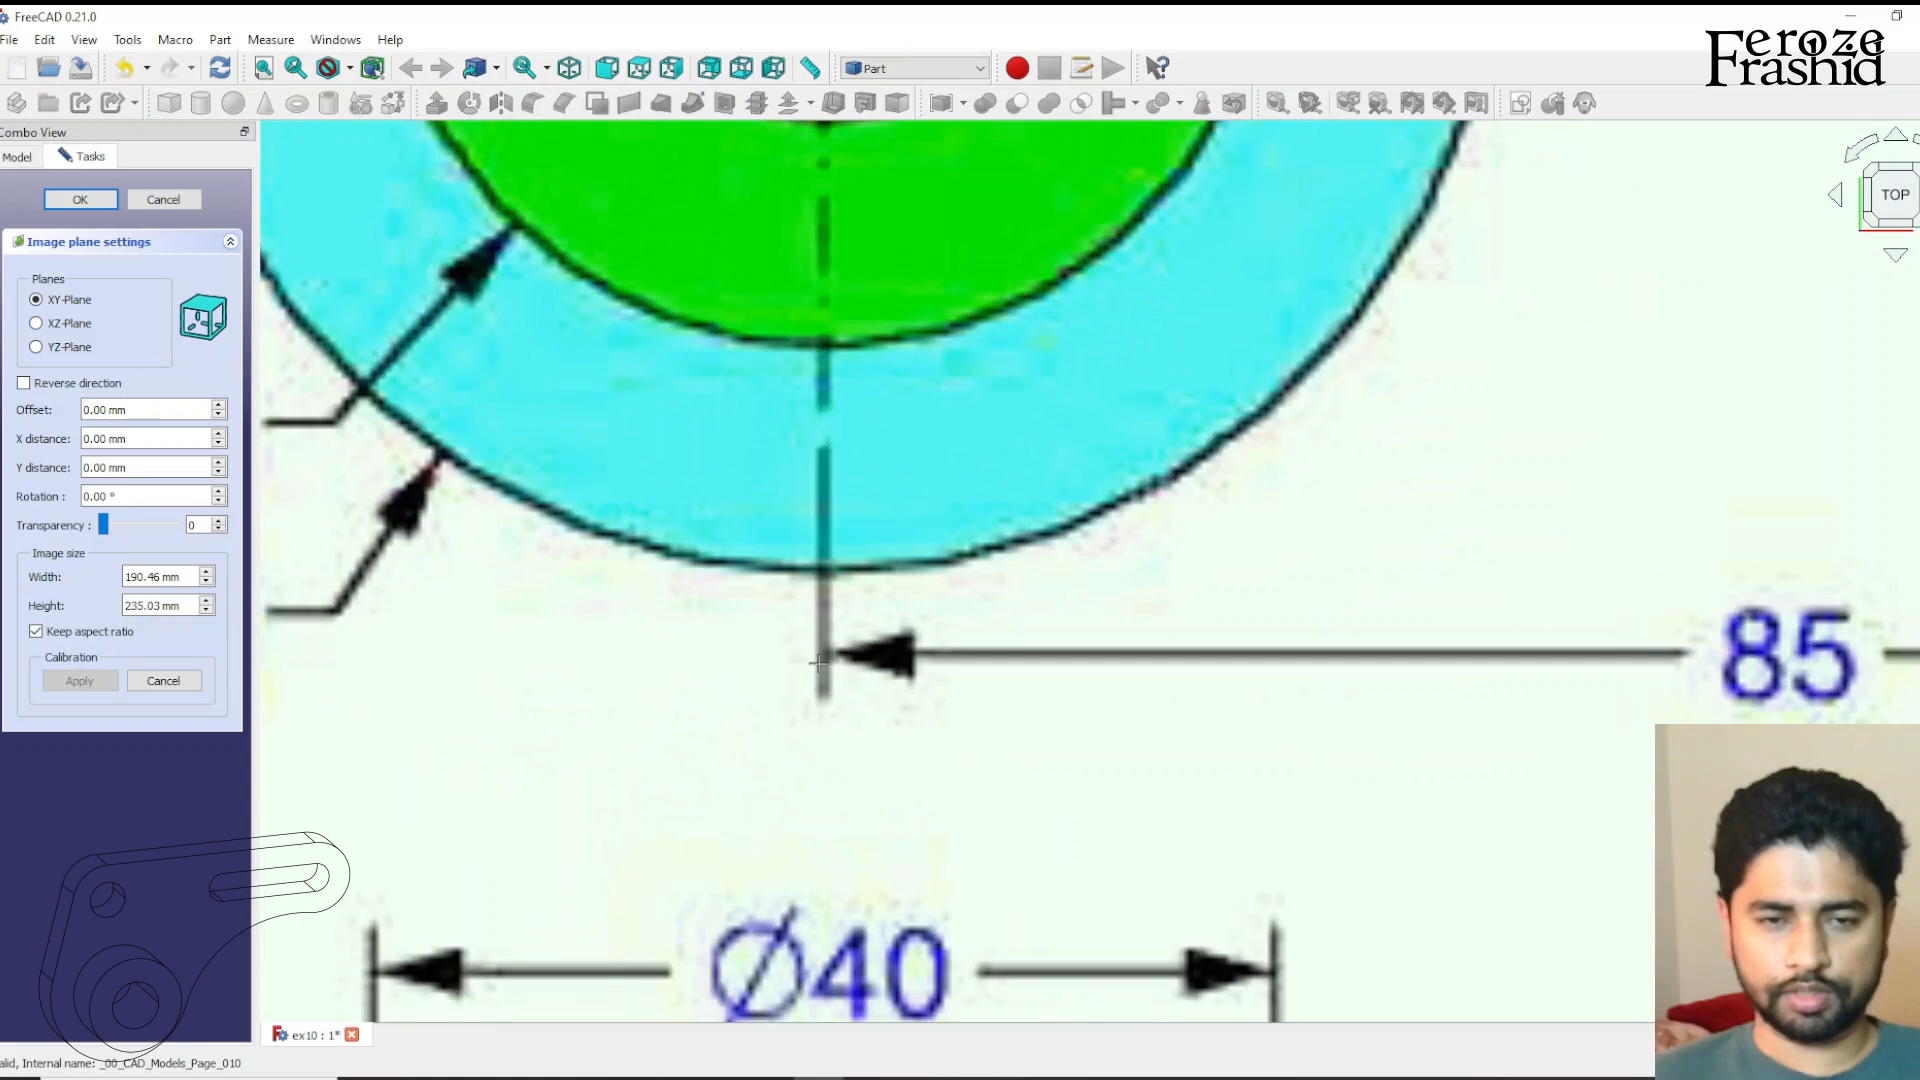 FreeCAD 0.21.0
File Edit View Tools Macro Part Measure Windows Help
Feroze
Frashid
Part
Combo View
Model Tasks
OK Cancel
Image plane settings
Planes
XY-Plane
XZ-Plane
YZ-Plane
TOP
Reverse direction
Offset: 0.00 mm
X distance: 0.00 mm
Y distance: 0.00 mm
Rotation : 0.00 °
Transparency : 0
Image size
Width: 190.46 mm
Height: 235.03 mm
Keep aspect ratio
Calibration
Apply Cancel
85
Ø40
ex10 : 1*
alid, Internal name: _00_CAD_Models_Page_010